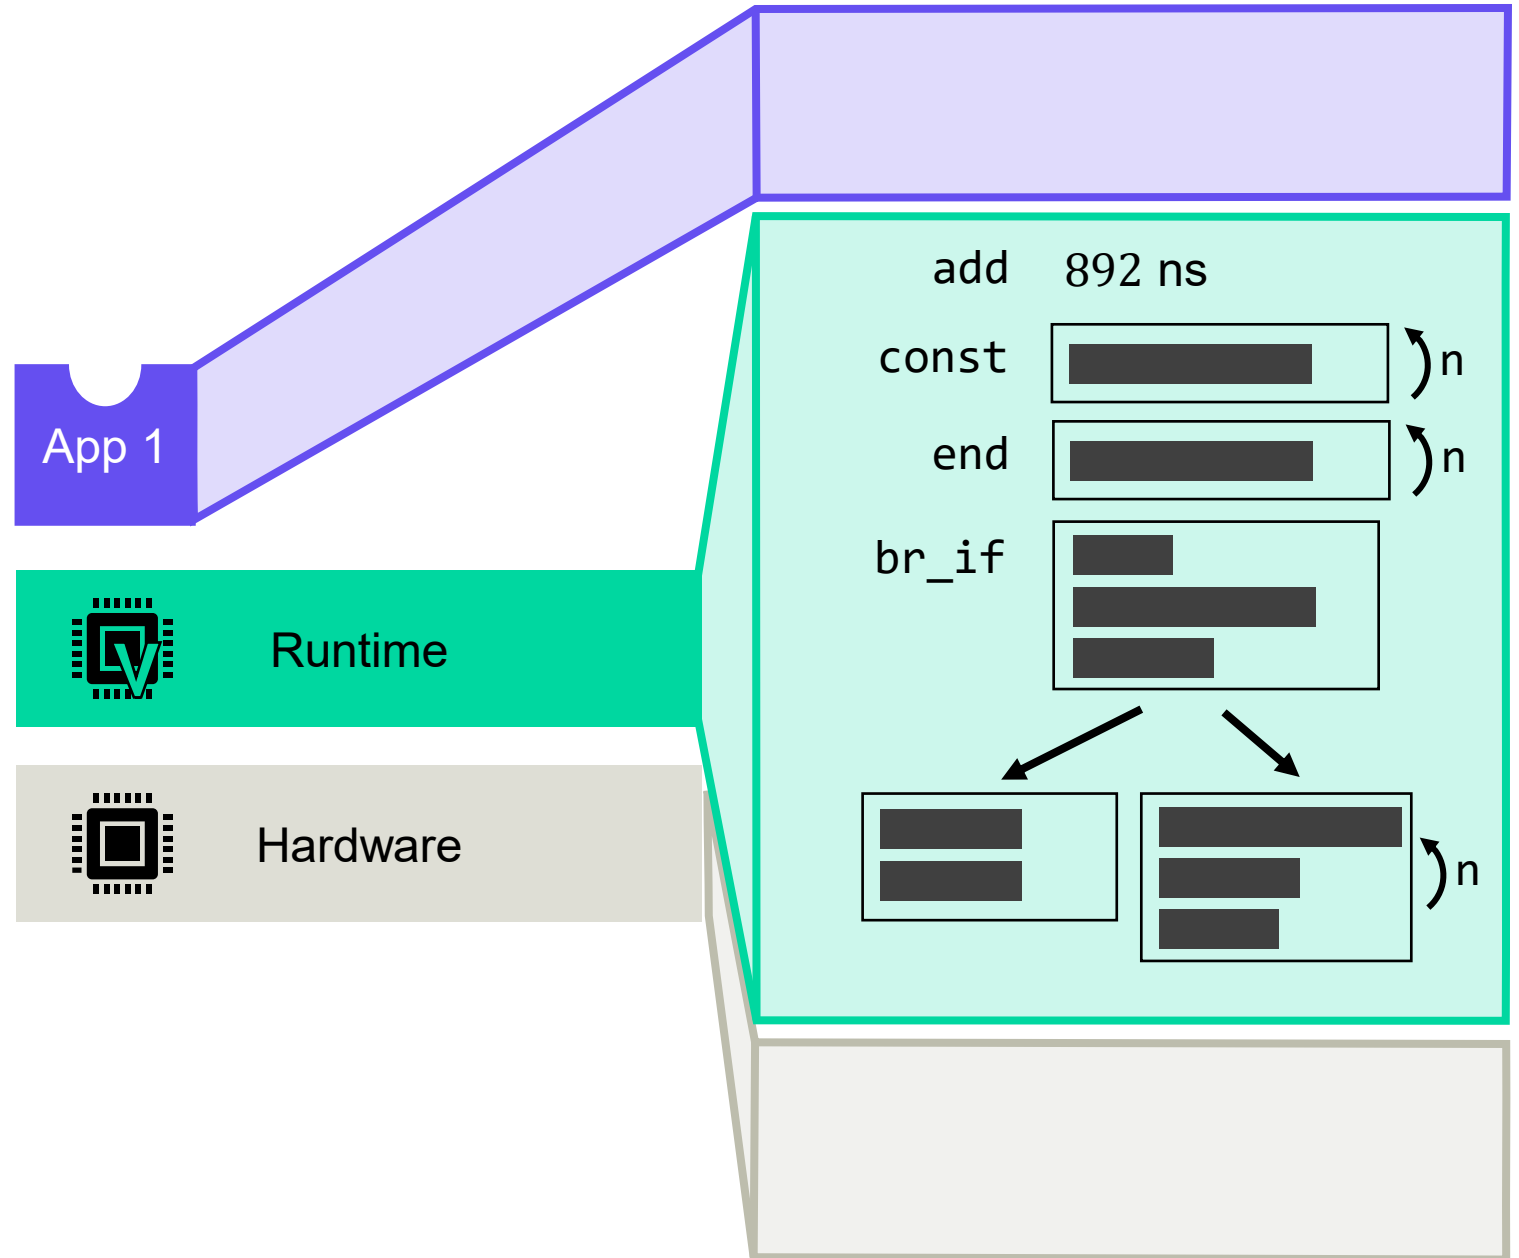 add 892 ns
const n
end n
br_if
n
App 1
Runtime
Hardware